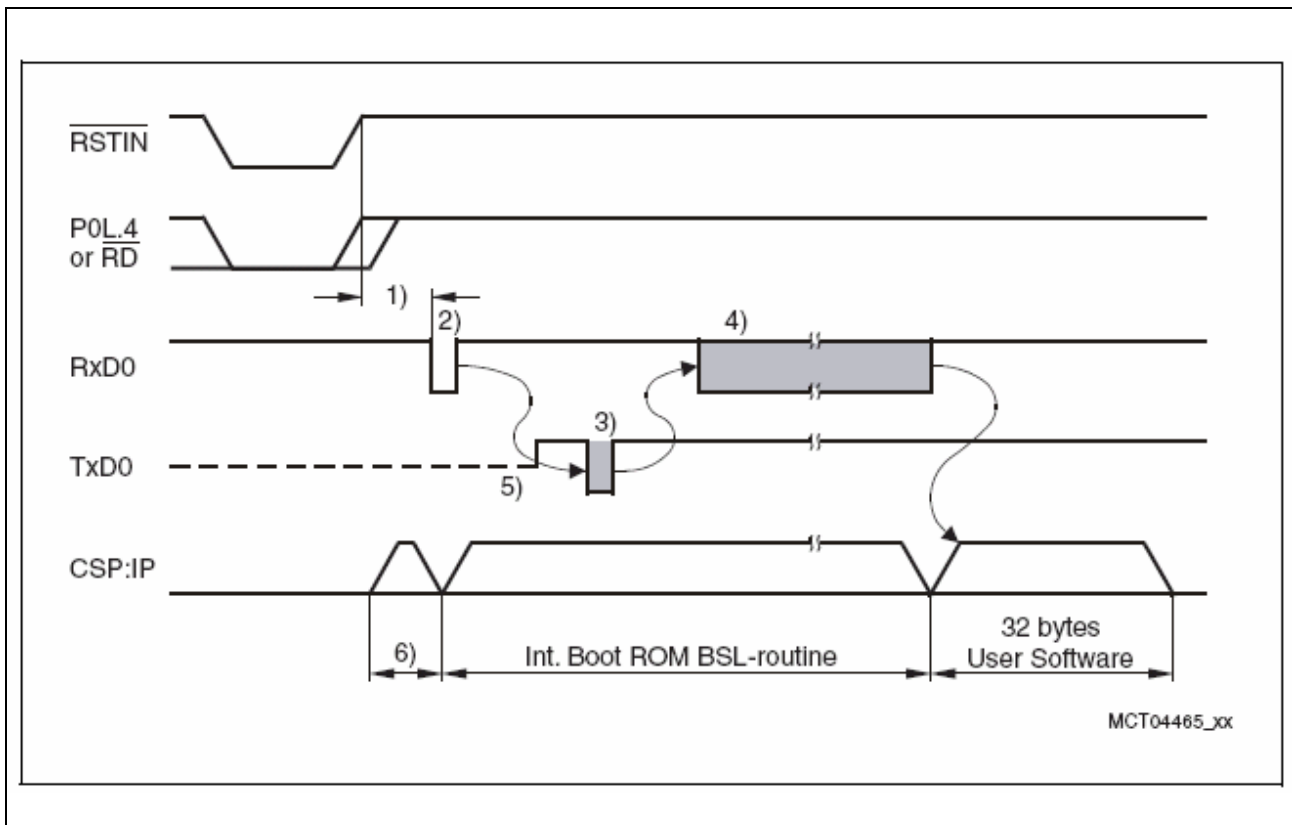 RSTIN
P0L.4
or RD
1)
2)
4)
RxD0
3)
TxD0
5)
CSP:IP
6)
Int. Boot ROM BSL-routine
32 bytes
User Software
MCT04465_xx